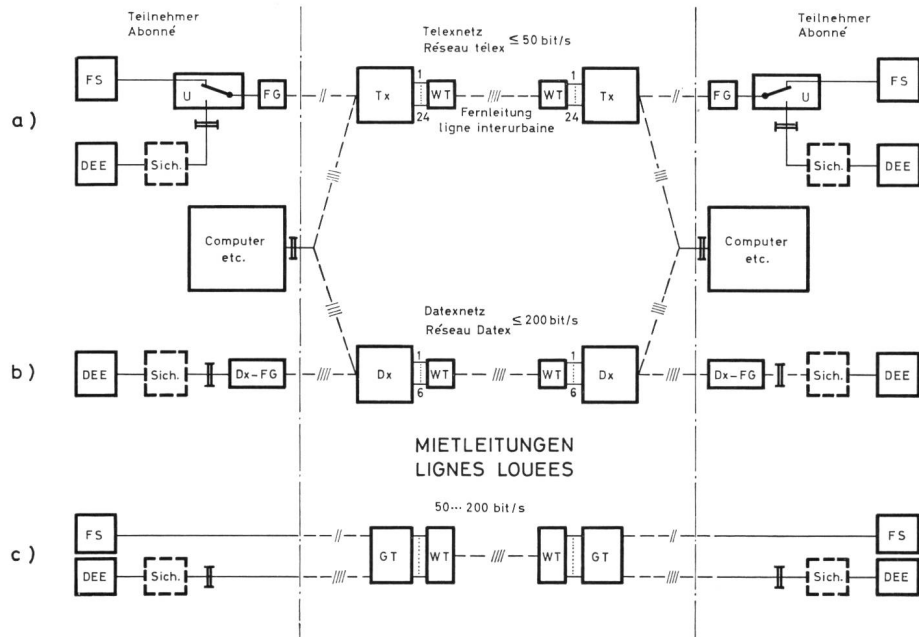 Teilnehmer
Abonné
Telexnetz
Réseau télex ≤ 50 bit/s
Teilnehmer
Abonné
a)
FS
U
FG
Tx
1
24
WT
Fernleitung
ligne interurbaine
WT
1
24
Tx
FG
U
FS
DEE
Sich.
Sich.
DEE
Computer
etc.
Computer
etc.
Datexnetz
Réseau Datex ≤ 200 bit/s
b)
DEE
Sich.
Dx-FG
Dx
1
6
WT
WT
1
6
Dx
Dx-FG
Sich.
DEE
MIETLEITUNGEN
LIGNES LOUEES
50... 200 bit/s
c)
FS
GT
WT
WT
GT
FS
DEE
Sich.
Sich.
DEE